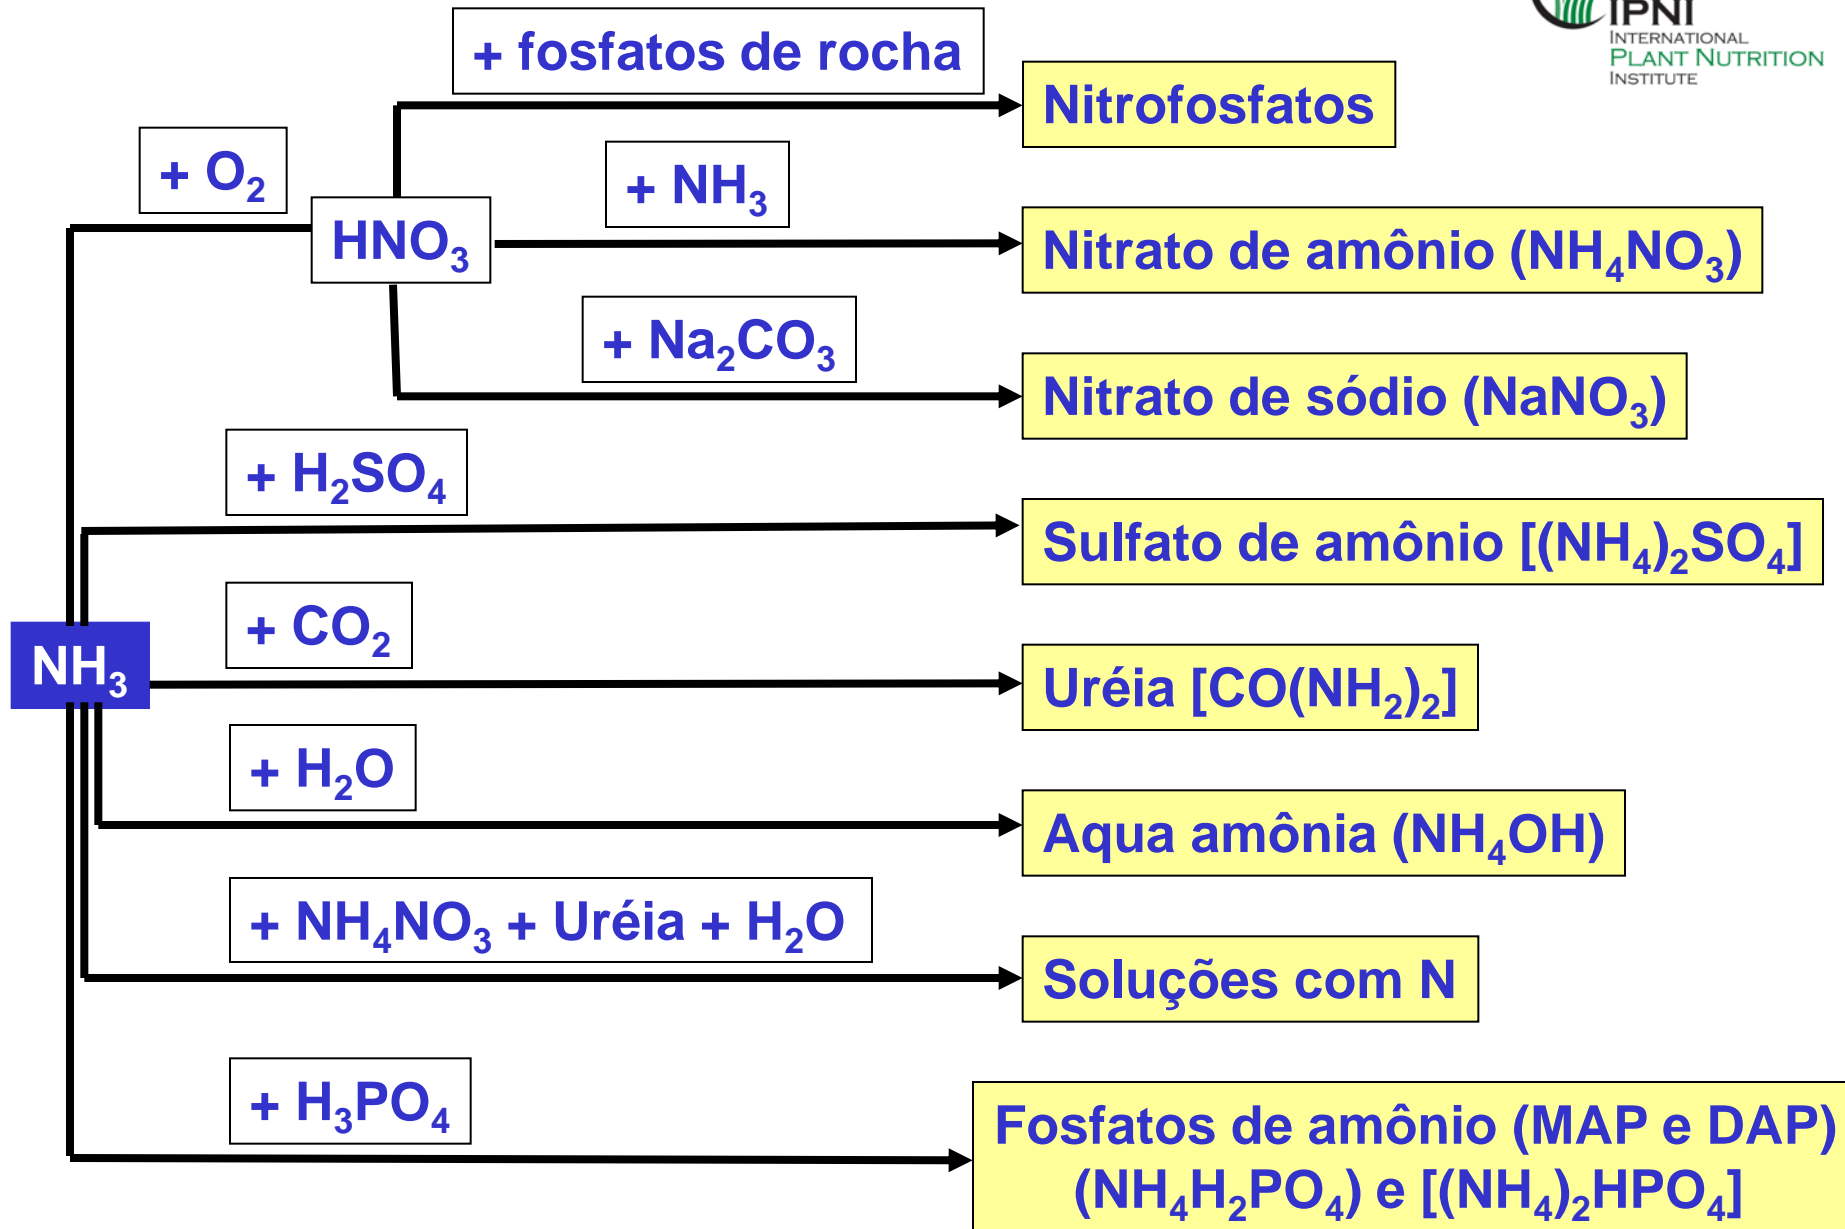 IPNI
INTERNATIONAL
PLANT NUTRITION
INSTITUTE
+ fosfatos de rocha
Nitrofosfatos
+ O₂
+ NH₃
HNO₃
Nitrato de amônio (NH₄NO₃)
+ Na₂CO₃
Nitrato de sódio (NaNO₃)
+ H₂SO₄
Sulfato de amônio [(NH₄)₂SO₄]
+ CO₂
NH₃
Uréia [CO(NH₂)₂]
+ H₂O
Aqua amônia (NH₄OH)
+ NH₄NO₃ + Uréia + H₂O
Soluções com N
+ H₃PO₄
Fosfatos de amônio (MAP e DAP)
(NH₄H₂PO₄) e [(NH₄)₂HPO₄]